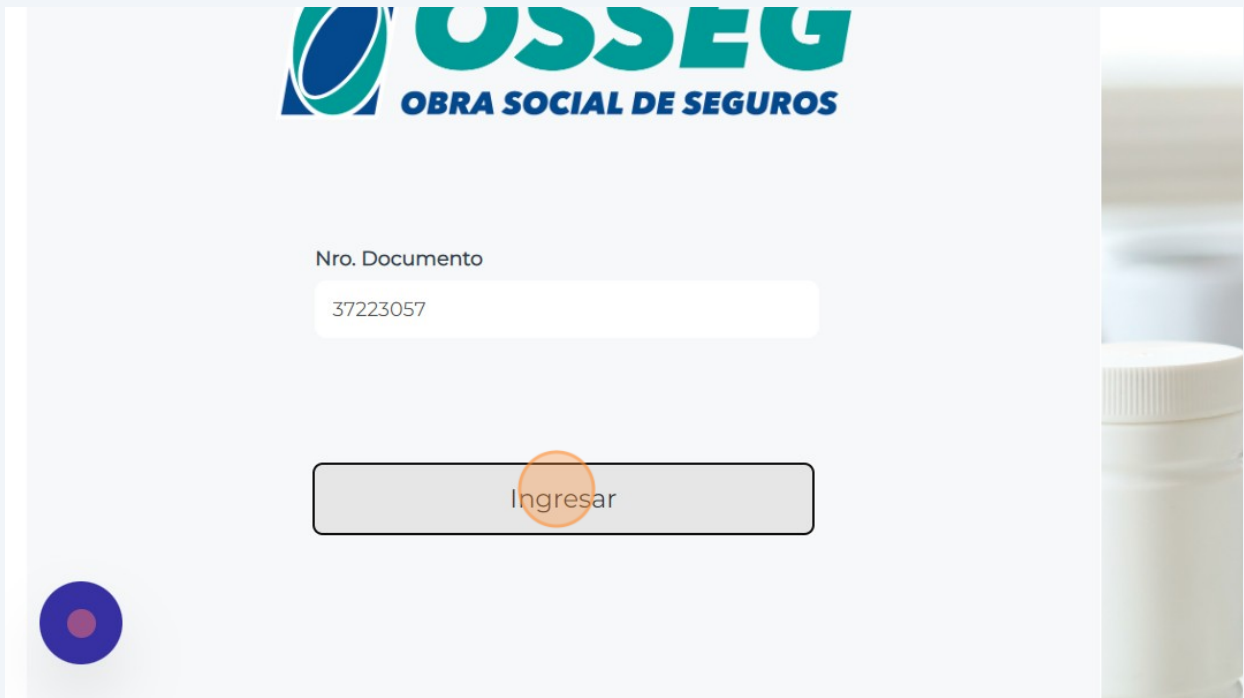 OSSEG
OBRA SOCIAL DE SEGUROS
Nro. Documento
37223057
Ingresar